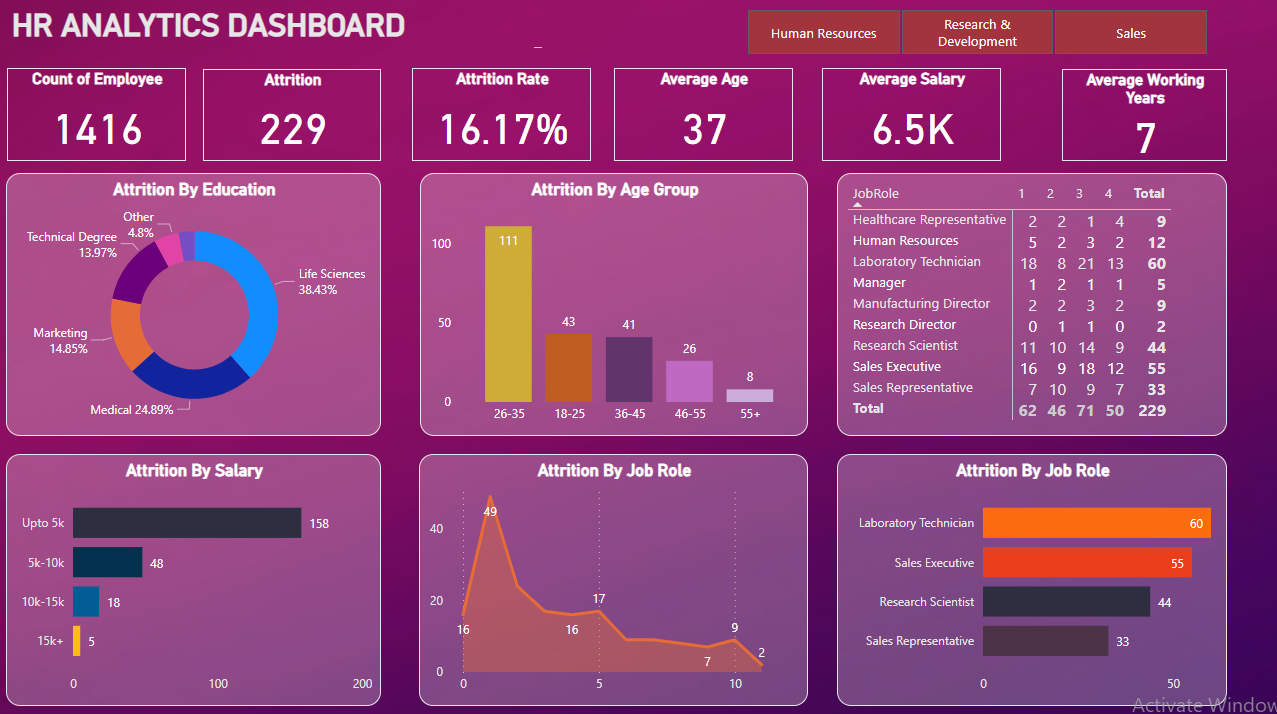 HR ANALYTICS DASHBOARD
Human Resources
Research &
Development
Sales
Count of Employee
1416
Attrition
229
Attrition Rate
16.17%
Average Age
37
Average Salary
6.5K
Average Working
Years
7
Attrition By Education
Other
4.8%
Technical Degree
13.97%
Life Sciences
38.43%
Marketing
14.85%
Medical 24.89%
Attrition By Age Group
100
50
0
111
43
41
26
8
26-35 18-25 36-45 46-55 55+
JobRole 1 2 3 4 Total
Healthcare Representative 2 2 1 4 9
Human Resources 5 2 3 2 12
Laboratory Technician 18 8 21 13 60
Manager 1 2 1 1 5
Manufacturing Director 2 2 3 2 9
Research Director 0 1 1 0 2
Research Scientist 11 10 14 9 44
Sales Executive 16 9 18 12 55
Sales Representative 7 10 9 7 33
Total 62 46 71 50 229
Attrition By Salary
Upto 5k 158
5k-10k 48
10k-15k 18
15k+ 5
0 100 200
Attrition By Job Role
40
20
0
49
16
16
17
7
9
2
0 5 10
Attrition By Job Role
Laboratory Technician 60
Sales Executive 55
Research Scientist 44
Sales Representative 33
0 50
Activate Window